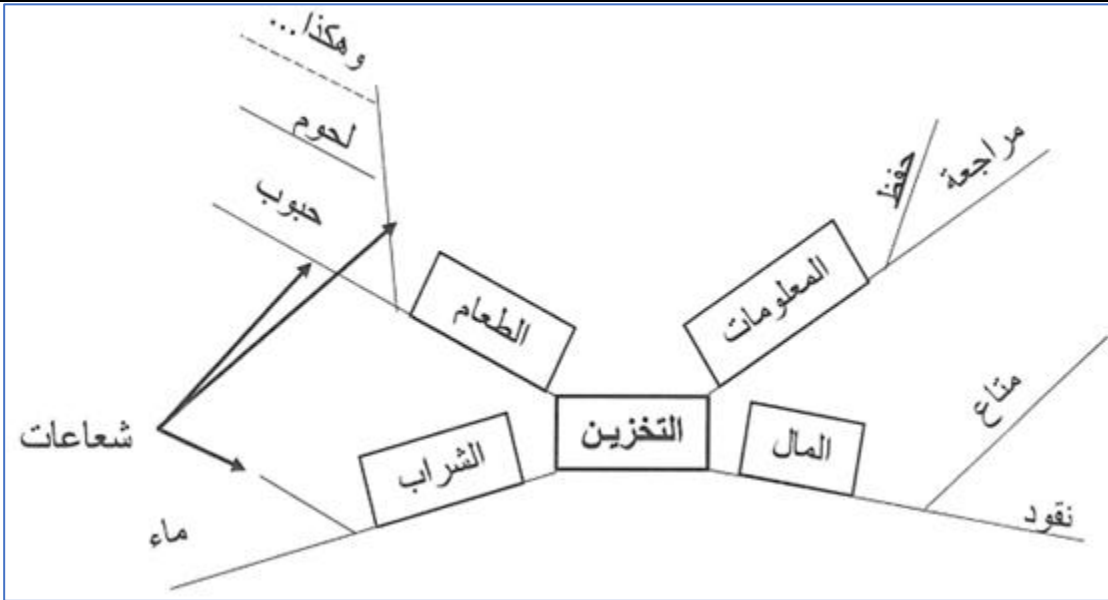 وهكذا...
لحوم
حبوب
الطعام
حفظ
مراجعة
المعلومات
التخزين
المال
متاع
نقود
الشراب
ماء
شعاعات